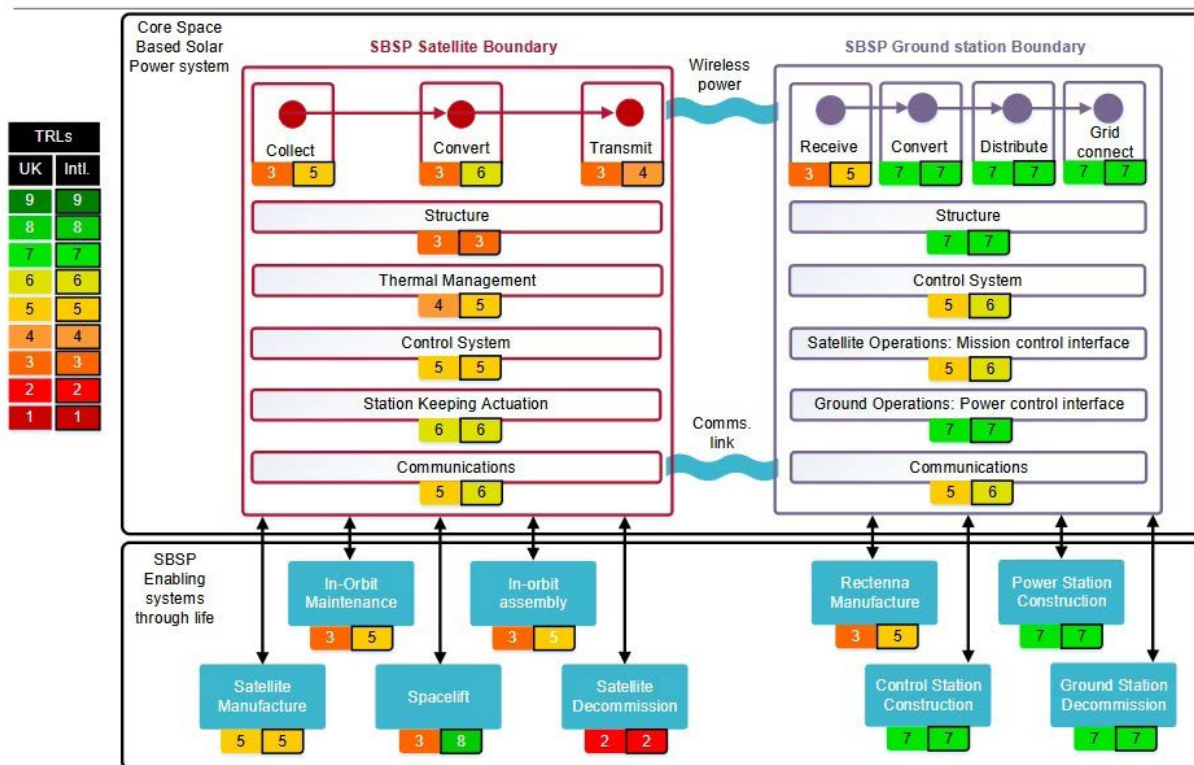 Core Space
Based Solar
Power system
SBSP Satellite Boundary
SBSP Ground station Boundary
Wireless
power
TRLs
UK Intl.
9 9
8 8
7 7
6 6
5 5
4 4
3 3
2 2
1 1
Collect
3 5
Convert
3 6
Transmit
3 4
Structure
3 3
Thermal Management
4 5
Control System
5 5
Station Keeping Actuation
6 6
Communications
5 6
Comms.
link
Receive
3 5
Convert
7 7
Distribute
7 7
Grid
connect
7 7
Structure
7 7
Control System
5 6
Satellite Operations: Mission control interface
5 6
Ground Operations: Power control interface
7 7
Communications
5 6
SBSP
Enabling
systems
through life
In-Orbit
Maintenance
3 5
In-orbit
assembly
3 5
Satellite
Manufacture
5 5
Spacelift
3 8
Satellite
Decommission
2 2
Rectenna
Manufacture
3 5
Power Station
Construction
7 7
Control Station
Construction
7 7
Ground Station
Decommission
7 7